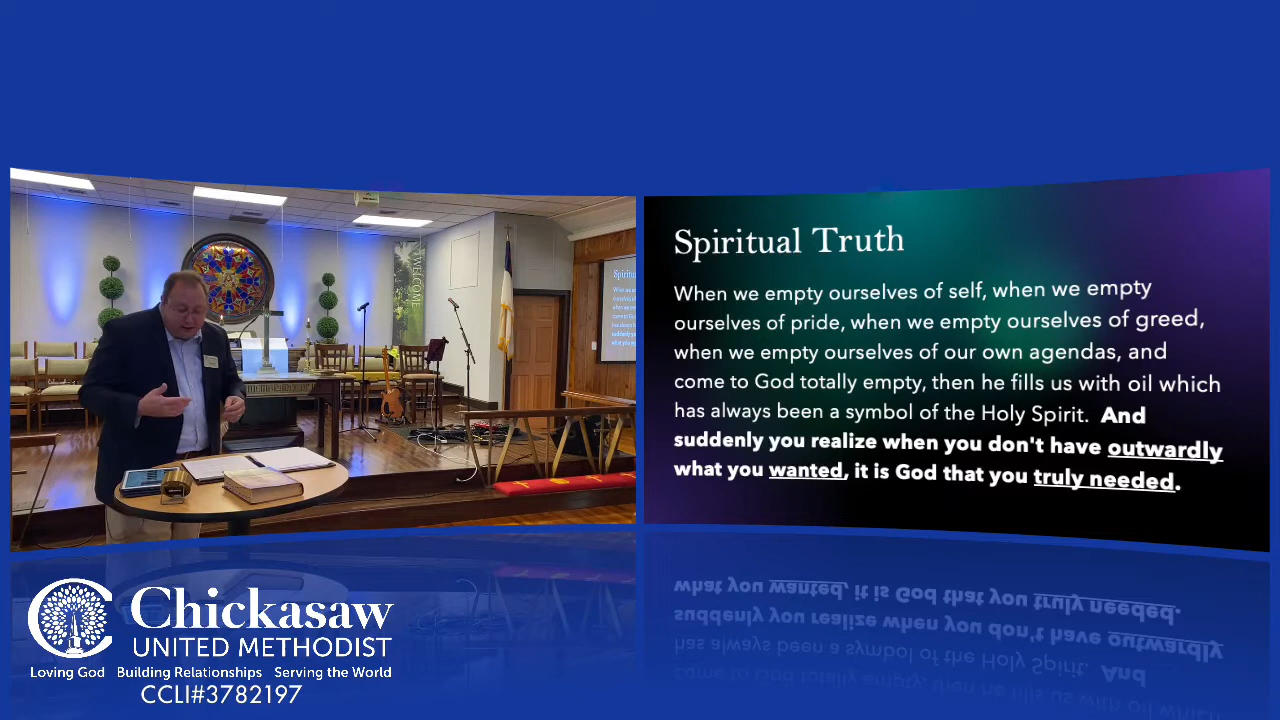 WELCOME
Spiritual Truth
When we empty ourselves of self, when we empty
ourselves of pride, when we empty ourselves of greed,
when we empty ourselves of our own agendas, and
come to God totally empty, then he fills us with oil which
has always been a symbol of the Holy Spirit. And
suddenly you realize when you don't have outwardly
what you wanted, it is God that you truly needed.
Chickasaw
UNITED METHODIST
Loving God Building Relationships Serving the World
CCLI#3782197